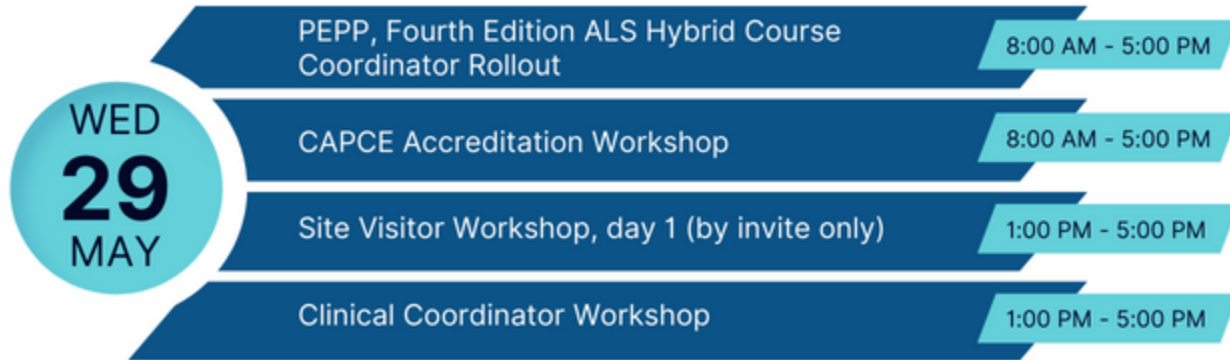 WED
29
MAY
PEPP, Fourth Edition ALS Hybrid Course
Coordinator Rollout
8:00 AM - 5:00 PM
CAPCE Accreditation Workshop
8:00 AM - 5:00 PM
Site Visitor Workshop, day 1 (by invite only)
1:00 PM - 5:00 PM
Clinical Coordinator Workshop
1:00 PM - 5:00 PM